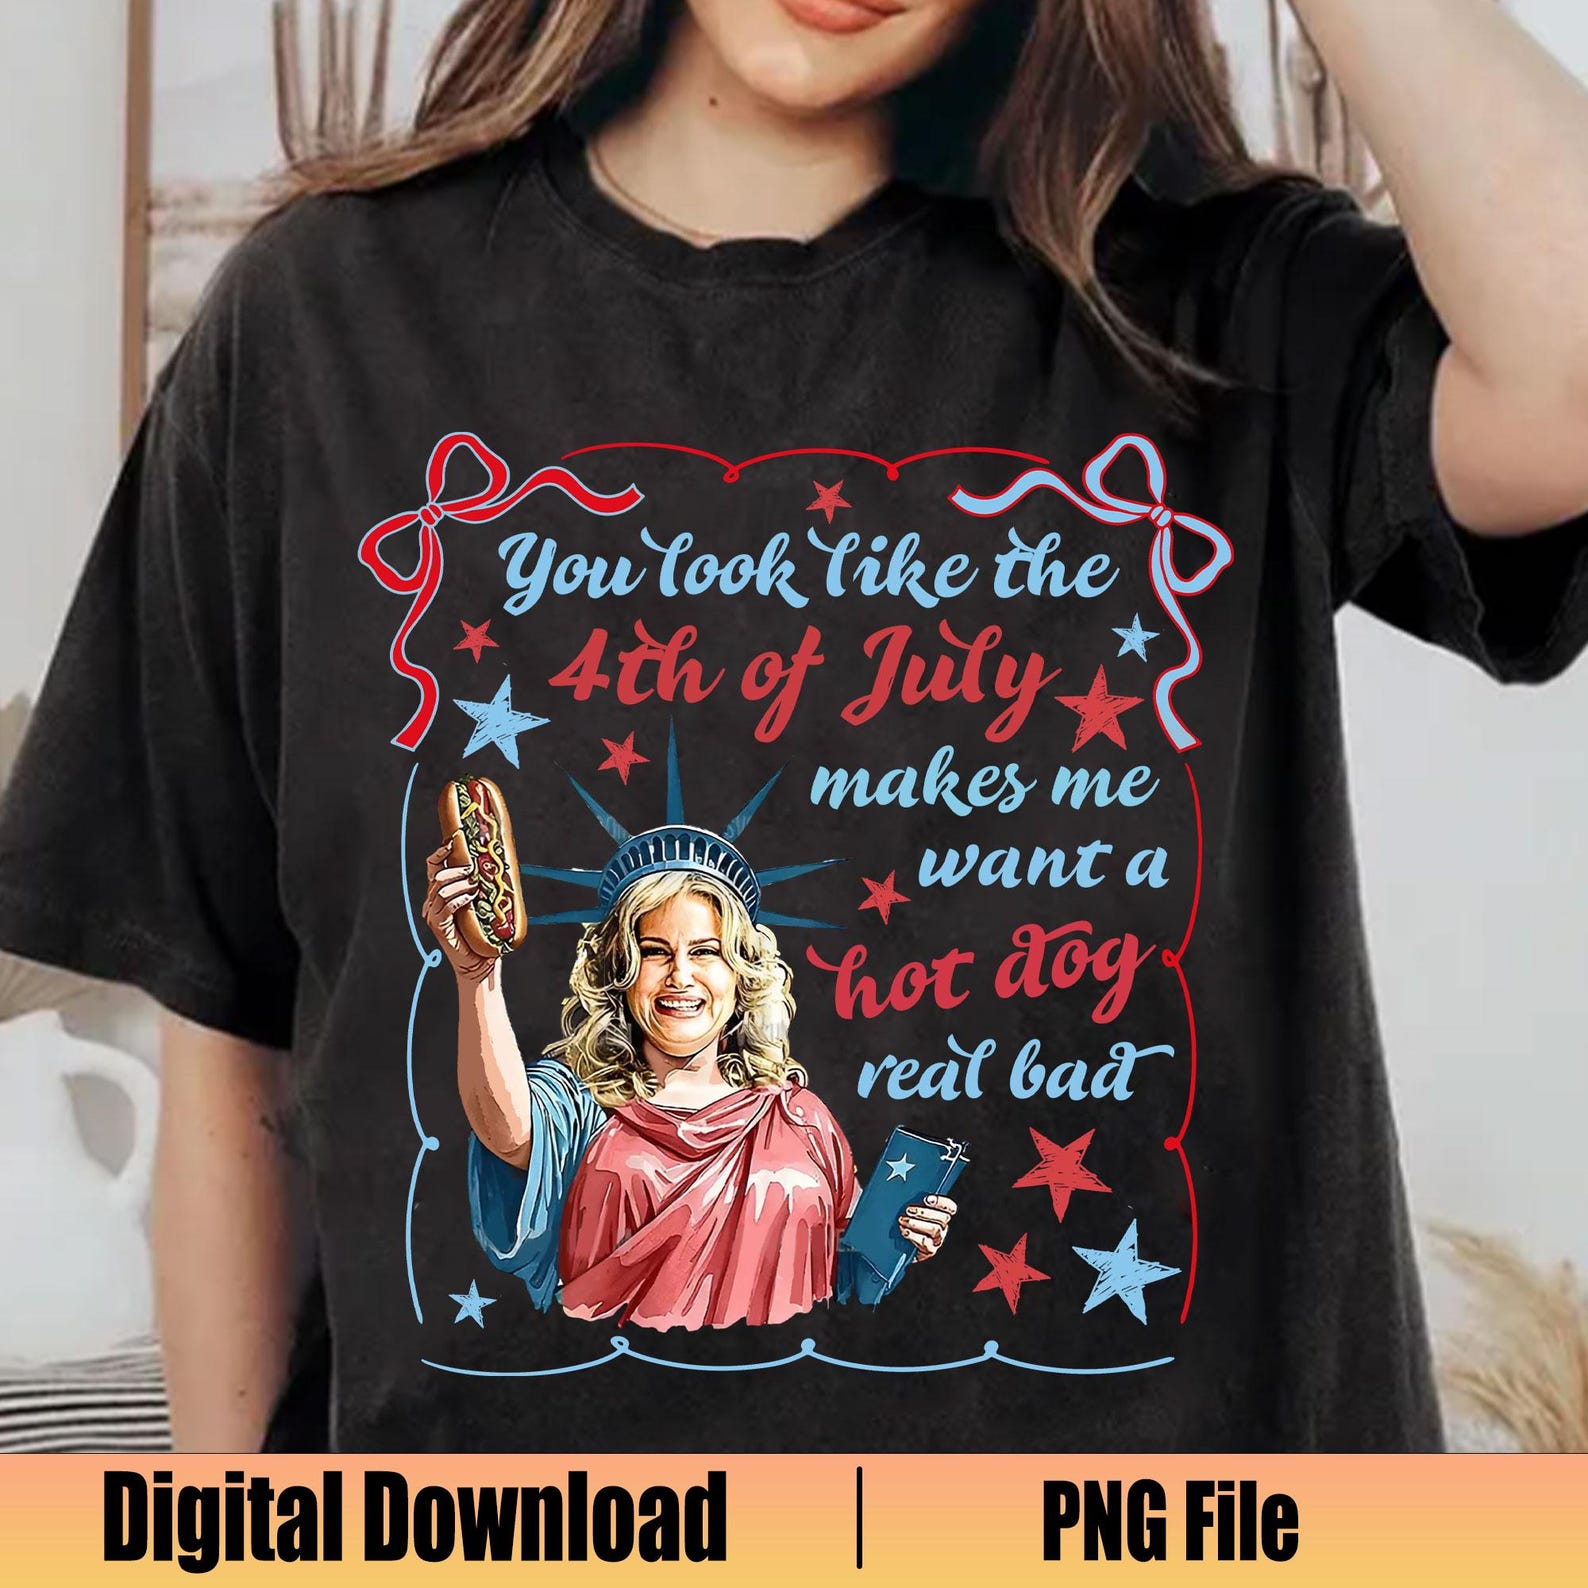 You look like the
4th of July
makes me
want a
hot dog
real bad
Digital Download | PNG File